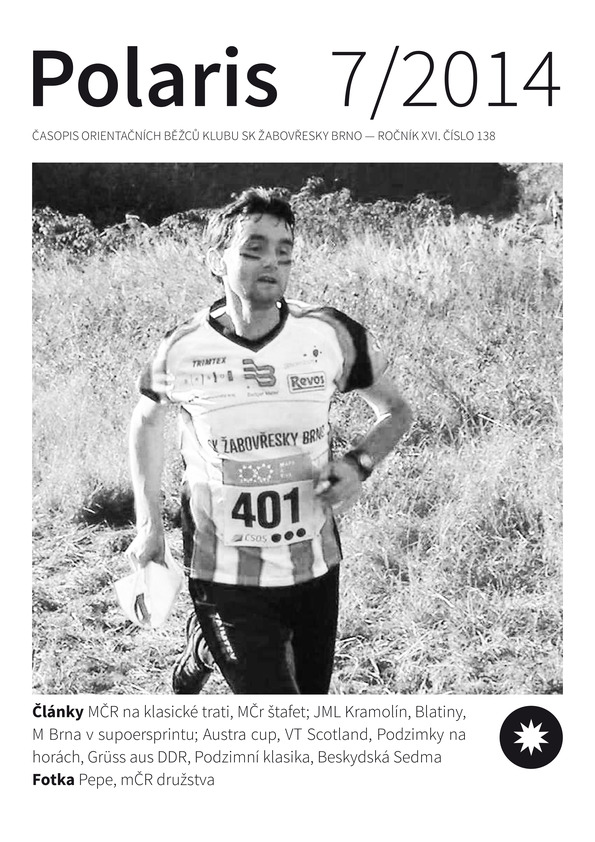 Polaris 7/2014
ČASOPIS ORIENTAČNÍCH BĚŽCŮ KLUBU SK ŽABOVŘESKY BRNO — ROČNÍK XVI. ČÍSLO 138
TRIMTEX
Revos
SK ŽABOVŘESKY BRNO
401
ČSOS
Články MČR na klasické trati, MČr štafet; JML Kramolín, Blatiny,
M Brna v supoersprintu; Austra cup, VT Scotland, Podzimky na
horách, Grüss aus DDR, Podzimní klasika, Beskydská Sedma
Fotka Pepe, mČR družstva